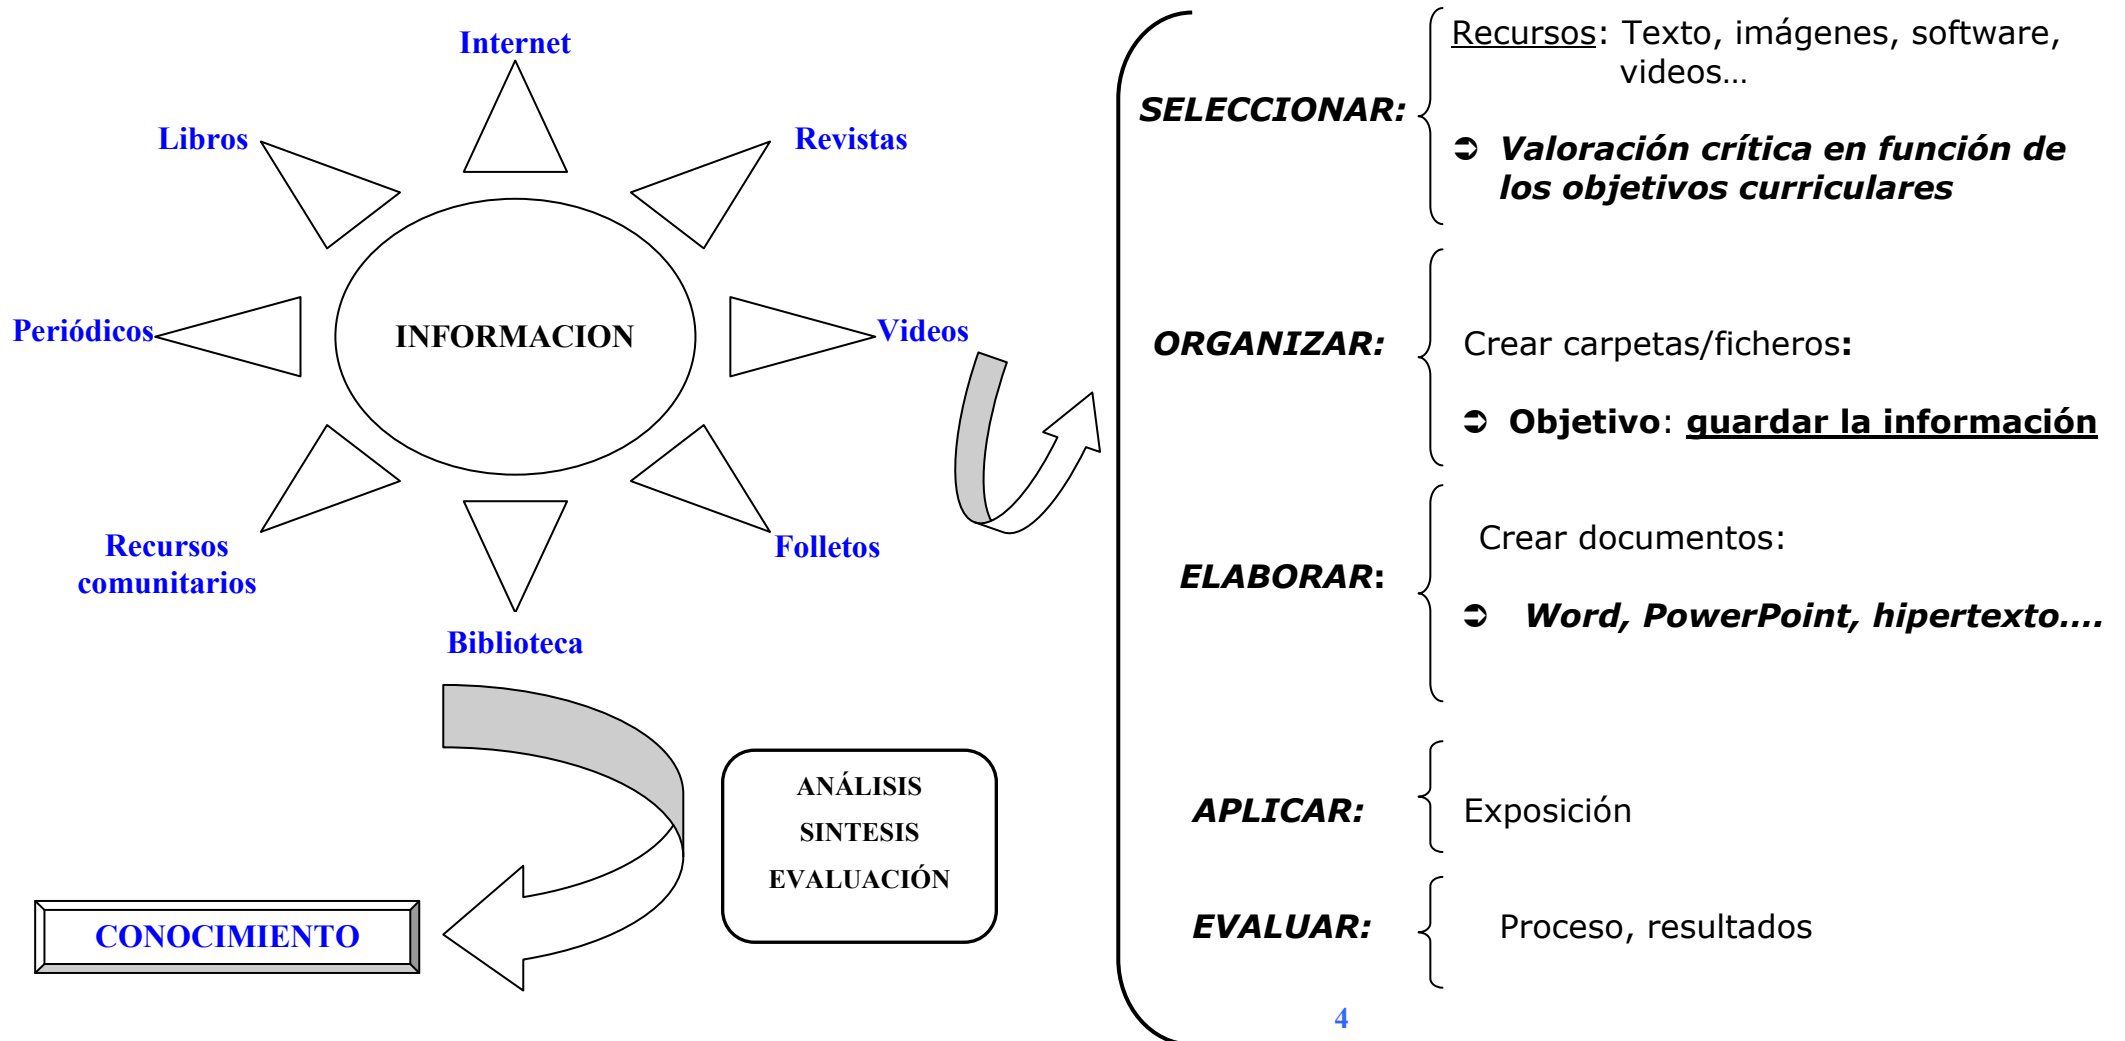 Internet
Libros
Revistas
Periódicos
INFORMACION
Videos
Recursos
comunitarios
Folletos
Biblioteca
ANÁLISIS
SINTESIS
EVALUACIÓN
CONOCIMIENTO
SELECCIONAR:
Recursos: Texto, imágenes, software,
videos...
➲ Valoración crítica en función de
los objetivos curriculares
ORGANIZAR:
Crear carpetas/ficheros:
➲ Objetivo: guardar la información
ELABORAR:
Crear documentos:
➲ Word, PowerPoint, hipertexto....
APLICAR:
Exposición
EVALUAR:
Proceso, resultados
4